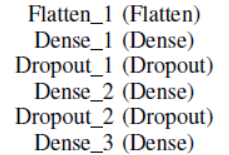 Flatten_1 (Flatten)
Dense_1 (Dense)
Dropout_1 (Dropout)
Dense_2 (Dense)
Dropout_2 (Dropout)
Dense_3 (Dense)